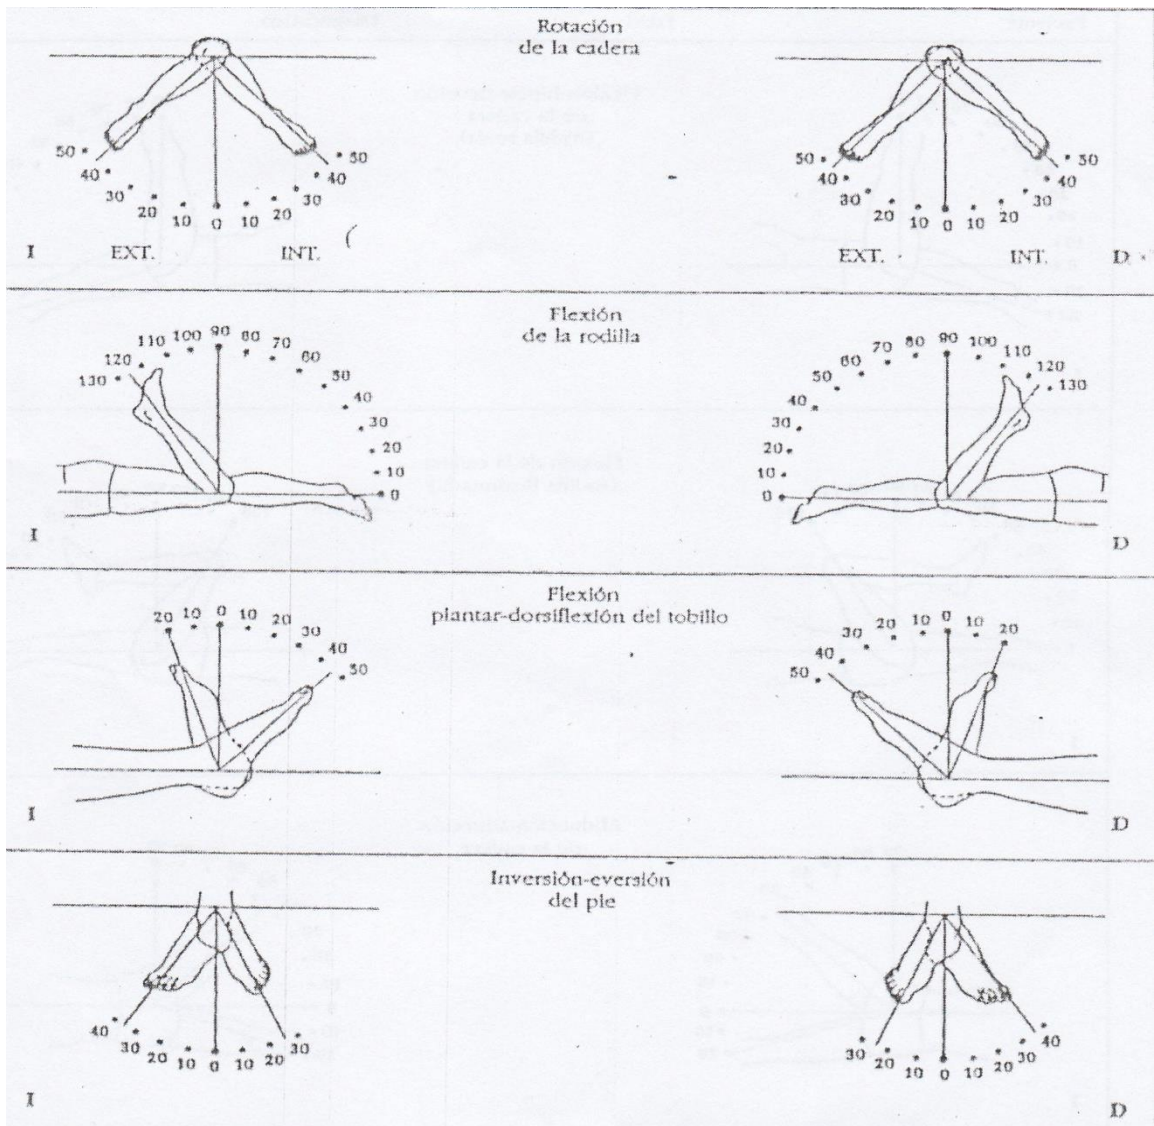 Rotación
de la cadera
50 40 30 20 10 0 10 20 30 40 50
50 40 30 20 10 0 10 20 30 40 50
I EXT. INT.
EXT. INT. D
Flexión
de la rodilla
130 120 110 100 90 80 70 60 50 40 30 20 10 0
0 10 20 30 40 50 60 70 80 90 100 110 120 130
I
D
Flexión
plantar-dorsiflexión del tobillo
20 10 0 10 20 30 40 50
50 40 30 20 10 0 10 20
I
D
Inversión-eversión
del pie
40 30 20 10 0 10 20 30
30 20 10 0 10 20 30 40
I
D